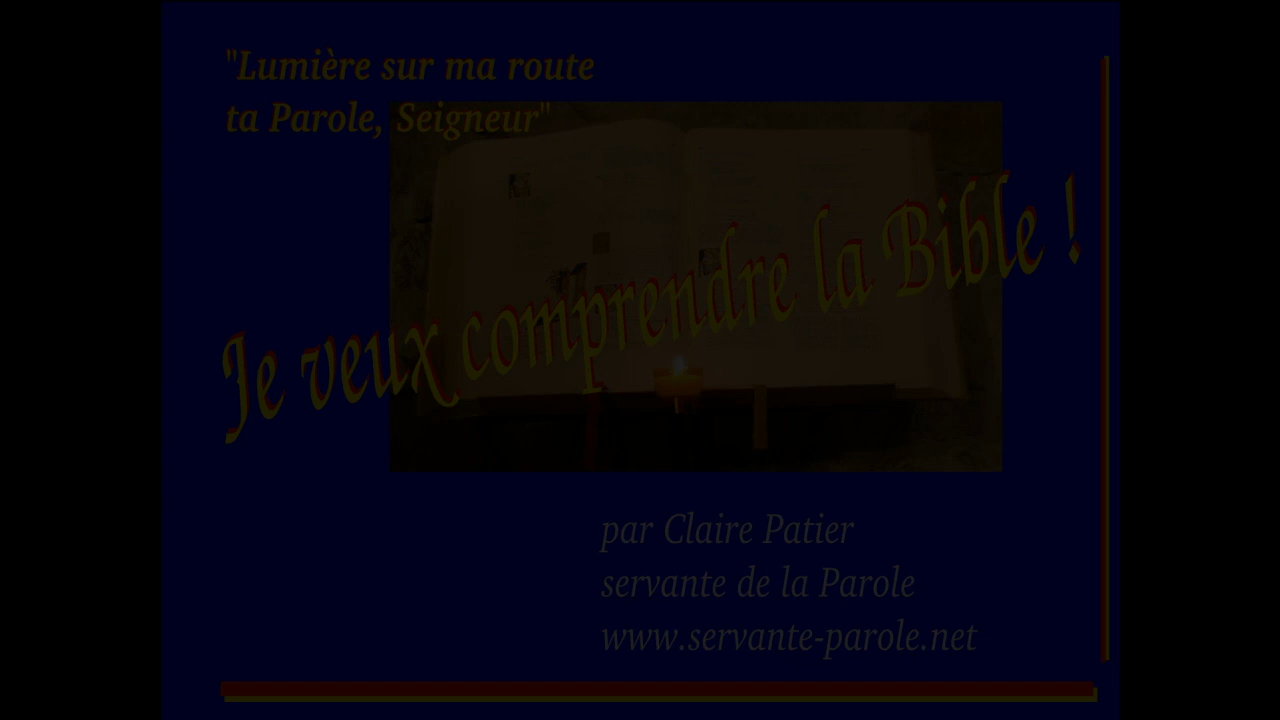 "Lumière sur ma route
ta Parole, Seigneur"
Je veux comprendre la Bible !
par Claire Patier
servante de la Parole
www.servante-parole.net